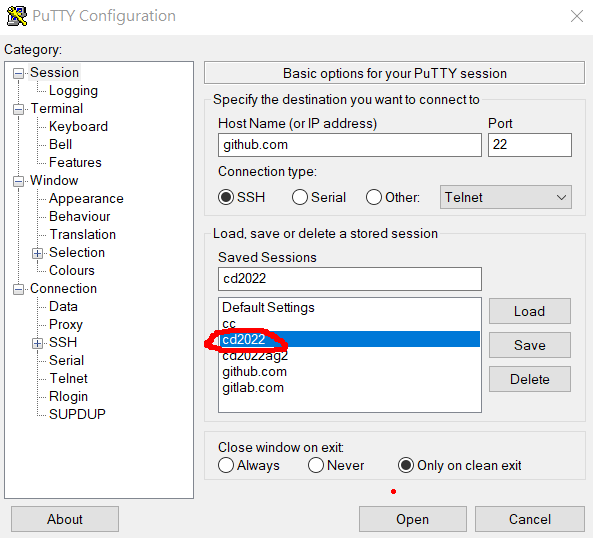 PuTTY Configuration
Category:
Session
Logging
Terminal
Keyboard
Bell
Features
Window
Appearance
Behaviour
Translation
Selection
Colours
Connection
Data
Proxy
SSH
Serial
Telnet
Rlogin
SUPDUP
Basic options for your PuTTY session
Specify the destination you want to connect to
Host Name (or IP address) Port
github.com 22
Connection type:
SSH Serial Other: Telnet
Load, save or delete a stored session
Saved Sessions
cd2022
Default Settings
cc
cd2022
cd2022ag2
github.com
gitlab.com
Load
Save
Delete
Close window on exit:
Always Never Only on clean exit
About Open Cancel